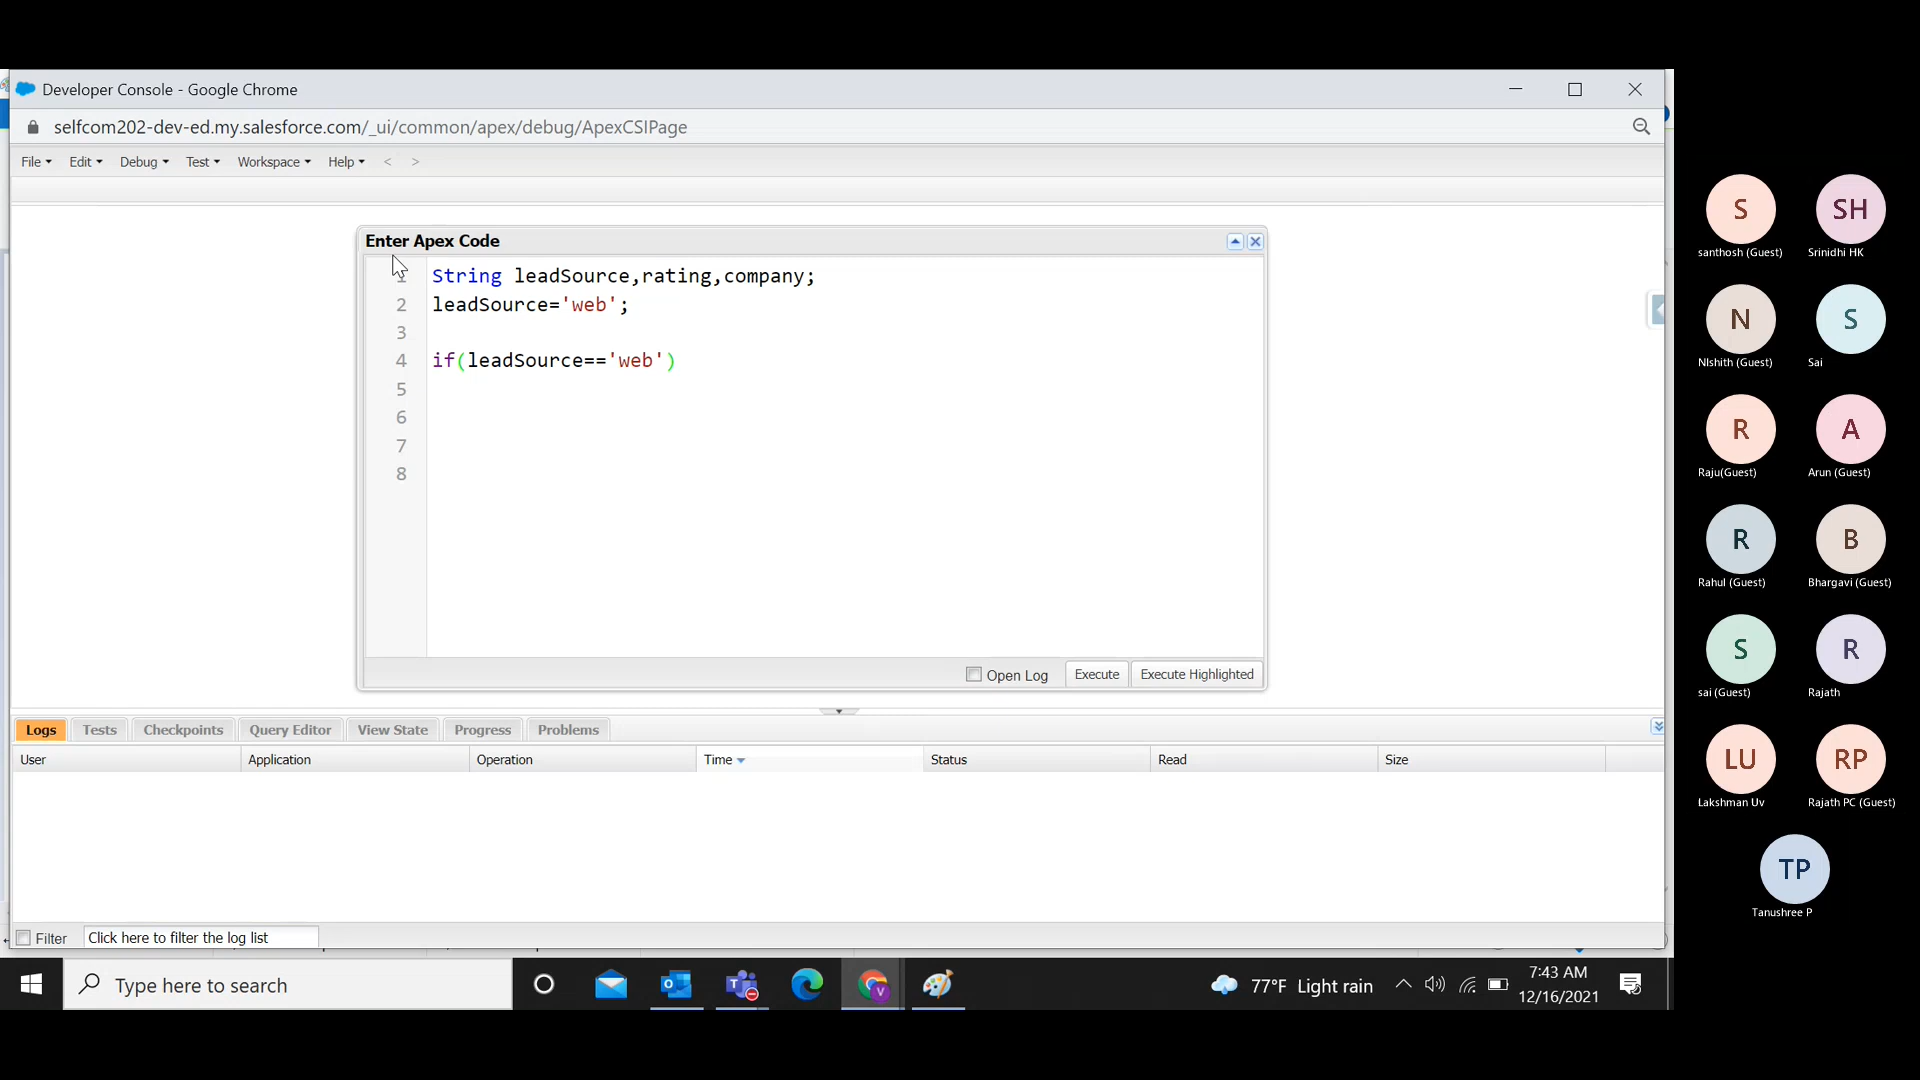 Developer Console - Google Chrome
selfcom202-dev-ed.my.salesforce.com/_ui/common/apex/debug/ApexCSIPage
File Edit Debug Test Workspace Help < >
Enter Apex Code
1 String leadSource,rating,company;
2 leadSource='web';
3
4 if(leadSource=='web')
5
6
7
8
Open Log Execute Execute Highlighted
Logs Tests Checkpoints Query Editor View State Progress Problems
User Application Operation Time Status Read Size
Filter Click here to filter the log list
Type here to search
77°F Light rain
7:43 AM
12/16/2021
S SH
santhosh (Guest) Srinidhi HK
N S
NIshith (Guest) Sai
R A
Raju(Guest) Arun (Guest)
R B
Rahul (Guest) Bhargavi (Guest)
S R
sai (Guest) Rajath
LU RP
Lakshman Uv Rajath PC (Guest)
TP
Tanushree P